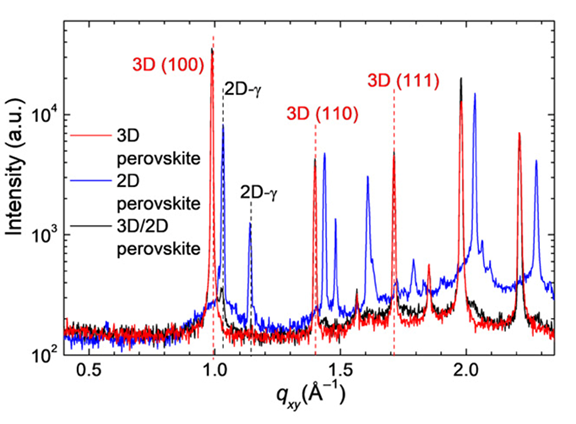 3D (100)
2D-γ
3D (111)
3D (110)
10⁴
3D
perovskite
2D
perovskite
3D/2D
perovskite
2D-γ
10³
10²
Intensity (a.u.)
0.5 1.0 1.5 2.0
qxy(Å⁻¹)